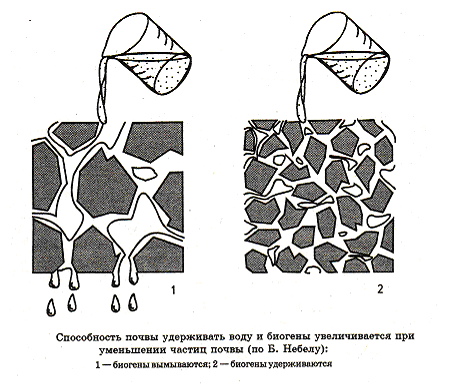 1
2
Способность почвы удерживать воду и биогены увеличивается при
уменьшении частиц почвы (по Б. Небелу):
1 — биогены вымываются; 2 — биогены удерживаются